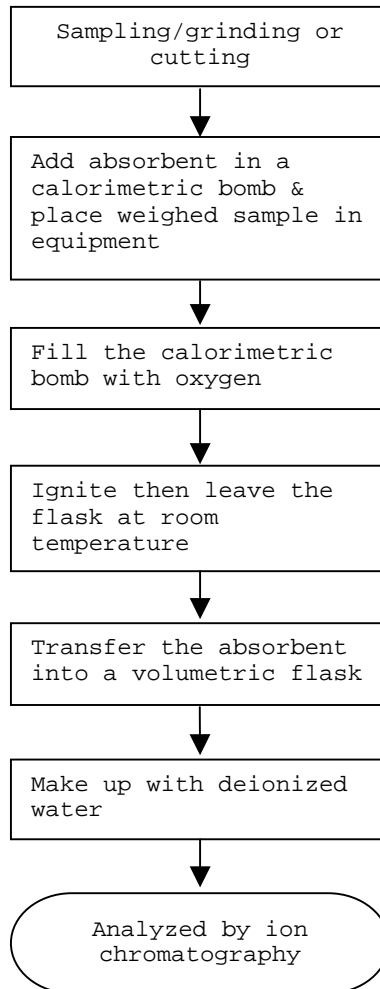 Sampling/grinding or
cutting
Add absorbent in a
calorimetric bomb &
place weighed sample in
equipment
Fill the calorimetric
bomb with oxygen
Ignite then leave the
flask at room
temperature
Transfer the absorbent
into a volumetric flask
Make up with deionized
water
Analyzed by ion
chromatography